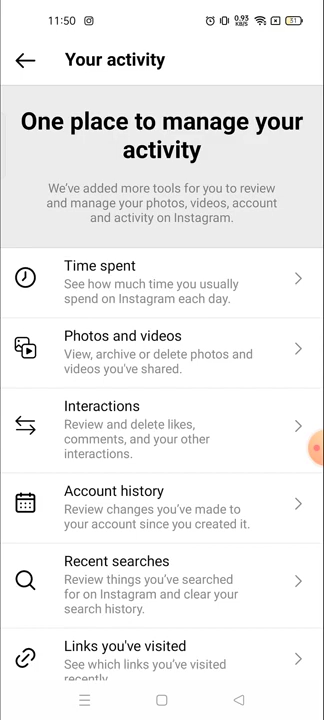 11:50
0.93
KB/S
31
Your activity
One place to manage your
activity
We've added more tools for you to review
and manage your photos, videos, account
and activity on Instagram.
Time spent
See how much time you usually
spend on Instagram each day.
Photos and videos
View, archive or delete photos and
videos you've shared.
Interactions
Review and delete likes,
comments, and your other
interactions.
Account history
Review changes you've made to
your account since you created it.
Recent searches
Review things you've searched
for on Instagram and clear your
search history.
Links you've visited
See which links you've visited
recently